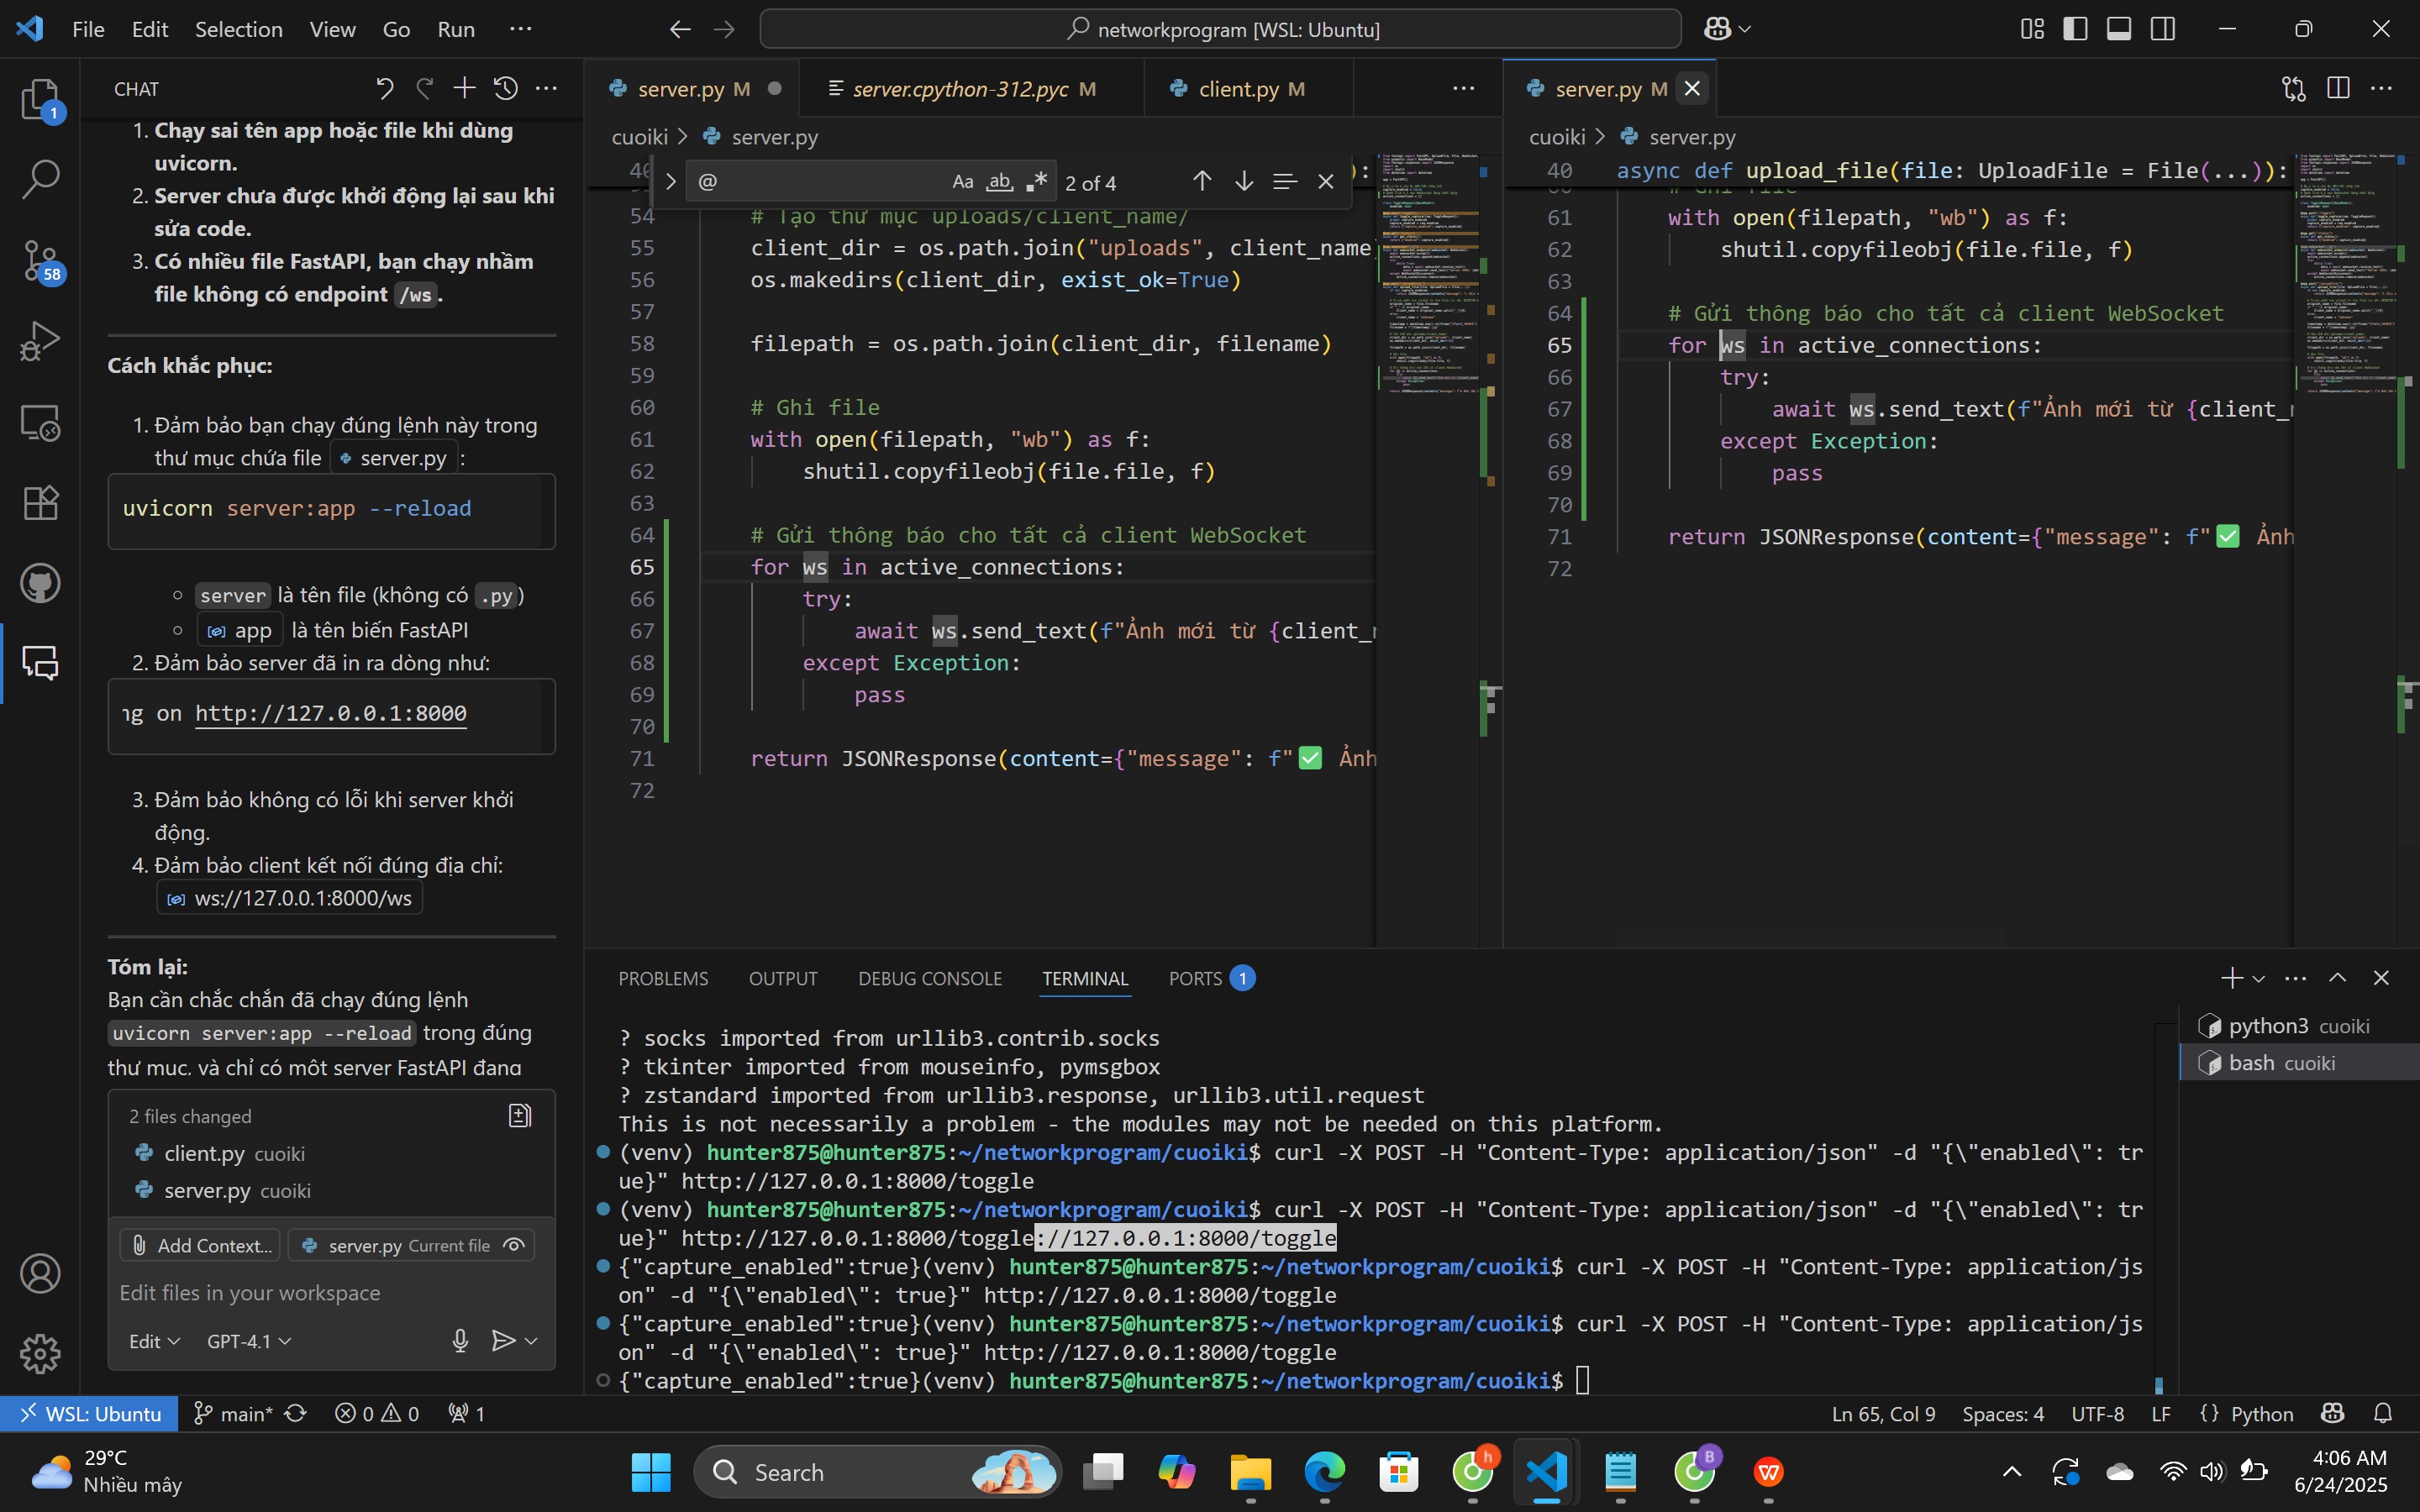 File Edit Selection View Go Run ···
networkprogram [WSL: Ubuntu]
CHAT
1
58
1. Chạy sai tên app hoặc file khi dùng
uvicorn.
2. Server chưa được khởi động lại sau khi
sửa code.
3. Có nhiều file FastAPI, bạn chạy nhầm
file không có endpoint /ws.
Cách khắc phục:
1. Đảm bảo bạn chạy đúng lệnh này trong
thư mục chứa file server.py :
uvicorn server:app --reload
server là tên file (không có .py)
app là tên biến FastAPI
2. Đảm bảo server đã in ra dòng như:
ng on http://127.0.0.1:8000
3. Đảm bảo không có lỗi khi server khởi
động.
4. Đảm bảo client kết nối đúng địa chỉ:
ws://127.0.0.1:8000/ws
Tóm lại:
Bạn cần chắc chắn đã chạy đúng lệnh
uvicorn server:app --reload trong đúng
thư mục, và chỉ có một server FastAPI đang
2 files changed
client.py cuoiki
server.py cuoiki
Add Context... server.py Current file
Edit files in your workspace
Edit GPT-4.1
server.py M server.cpython-312.pyc M client.py M
cuoiki > server.py
@ Aa ab .* 2 of 4
40 ):
54 # Tạo thư mục uploads/client_name/
55 client_dir = os.path.join("uploads", client_name)
56 os.makedirs(client_dir, exist_ok=True)
57
58 filepath = os.path.join(client_dir, filename)
59
60 # Ghi file
61 with open(filepath, "wb") as f:
62 shutil.copyfileobj(file.file, f)
63
64 # Gửi thông báo cho tất cả client WebSocket
65 for ws in active_connections:
66 try:
67 await ws.send_text(f"Ảnh mới từ {client_n
68 except Exception:
69 pass
70
71 return JSONResponse(content={"message": f"✅ Ảnh
72
server.py M
cuoiki > server.py
40 async def upload_file(file: UploadFile = File(...)):
60 # Ghi file
61 with open(filepath, "wb") as f:
62 shutil.copyfileobj(file.file, f)
63
64 # Gửi thông báo cho tất cả client WebSocket
65 for ws in active_connections:
66 try:
67 await ws.send_text(f"Ảnh mới từ {client_n
68 except Exception:
69 pass
70
71 return JSONResponse(content={"message": f"✅ Ảnh
72
PROBLEMS OUTPUT DEBUG CONSOLE TERMINAL PORTS 1
? socks imported from urllib3.contrib.socks
? tkinter imported from mouseinfo, pymsgbox
? zstandard imported from urllib3.response, urllib3.util.request
This is not necessarily a problem - the modules may not be needed on this platform.
(venv) hunter875@hunter875:~/networkprogram/cuoiki$ curl -X POST -H "Content-Type: application/json" -d "{\"enabled\": tr
ue}" http://127.0.0.1:8000/toggle
(venv) hunter875@hunter875:~/networkprogram/cuoiki$ curl -X POST -H "Content-Type: application/json" -d "{\"enabled\": tr
ue}" http://127.0.0.1:8000/toggle://127.0.0.1:8000/toggle
{"capture_enabled":true}(venv) hunter875@hunter875:~/networkprogram/cuoiki$ curl -X POST -H "Content-Type: application/js
on" -d "{\"enabled\": true}" http://127.0.0.1:8000/toggle
{"capture_enabled":true}(venv) hunter875@hunter875:~/networkprogram/cuoiki$ curl -X POST -H "Content-Type: application/js
on" -d "{\"enabled\": true}" http://127.0.0.1:8000/toggle
{"capture_enabled":true}(venv) hunter875@hunter875:~/networkprogram/cuoiki$
python3 cuoiki
bash cuoiki
WSL: Ubuntu main* 0 0 1
Ln 65, Col 9 Spaces: 4 UTF-8 LF {} Python
29°C
Nhiều mây
Search
h
B
W
4:06 AM
6/24/2025